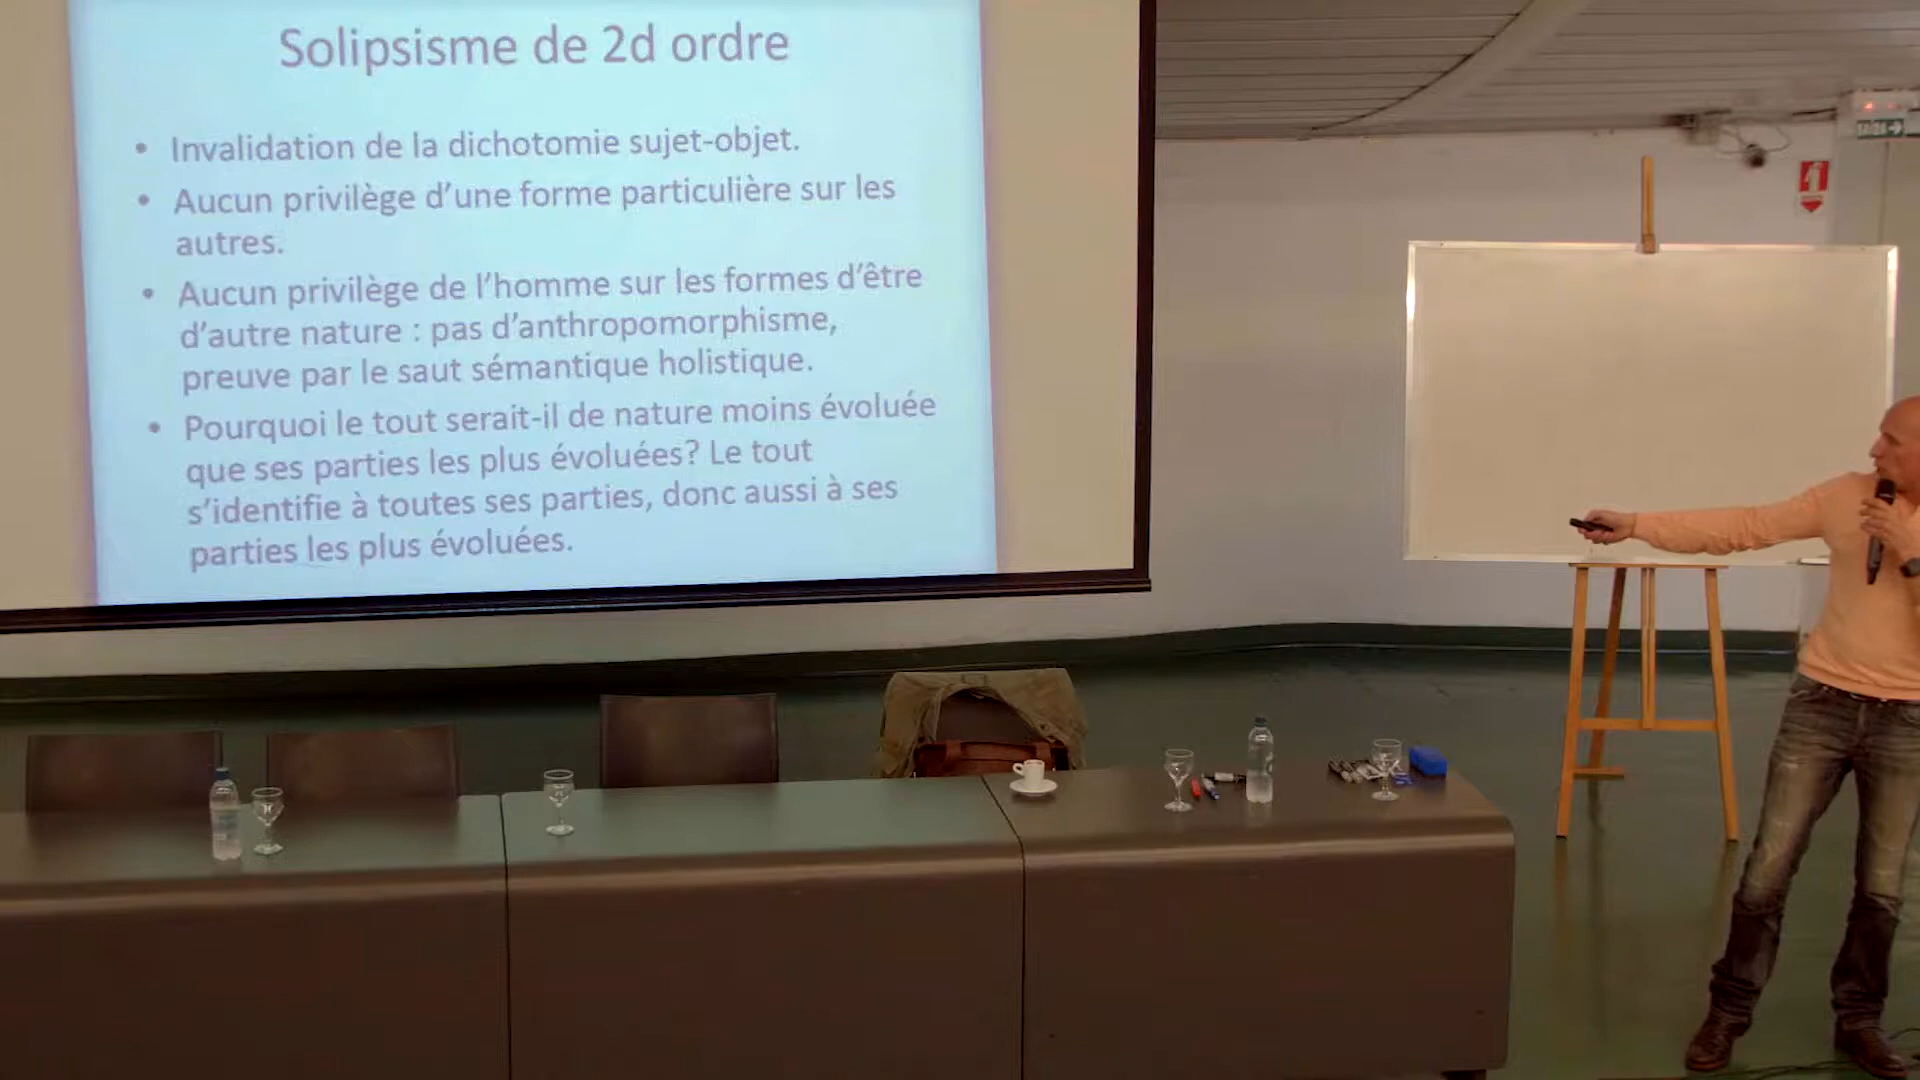 Solipsisme de 2d ordre
• Invalidation de la dichotomie sujet-objet.
• Aucun privilège d'une forme particulière sur les
autres.
• Aucun privilège de l'homme sur les formes d'être
d'autre nature : pas d'anthropomorphisme,
preuve par le saut sémantique holistique.
• Pourquoi le tout serait-il de nature moins évoluée
que ses parties les plus évoluées? Le tout
s'identifie à toutes ses parties, donc aussi à ses
parties les plus évoluées.
SAÍDA